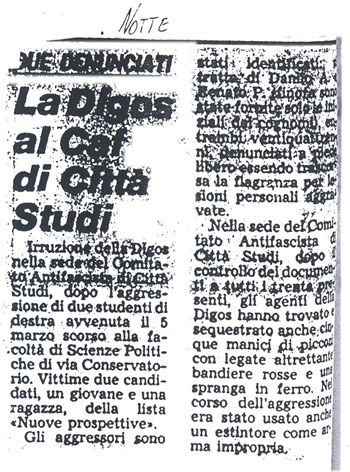 NOTTE
DUE DENUNCIATI
La Digos
al Caf
di Città
Studi
Irruzione della Digos
nella sede del Comita-
to Antifascista di Città
Studi, dopo l'aggres-
sione di due studenti di
destra avvenuta il 5
marzo scorso alla fa-
coltà di Scienze Politi-
che di via Conservato-
rio. Vittime due candi-
dati, un giovane e una
ragazza, della lista
«Nuove prospettive».
Gli aggressori sono
stati identificati: si
tratta di Danilo A. e
Renato P. Finora sono
state fornite solo le ini-
ziali dei cognomi, en-
trambi ventiquattren-
ni, denunciati a piede
libero essendo trascor-
sa la flagranza per le-
sioni personali aggra-
vate.
Nella sede del Comi-
tato Antifascista di
Città Studi, dopo il
controllo dei documen-
ti a tutti i trenta pre-
senti, gli agenti della
Digos hanno trovato e
sequestrato anche cin-
que manici di piccone
con legate altrettante
bandiere rosse e una
spranga in ferro. Nel
corso dell'aggressione
era stato usato anche
un estintore come ar-
ma impropria.